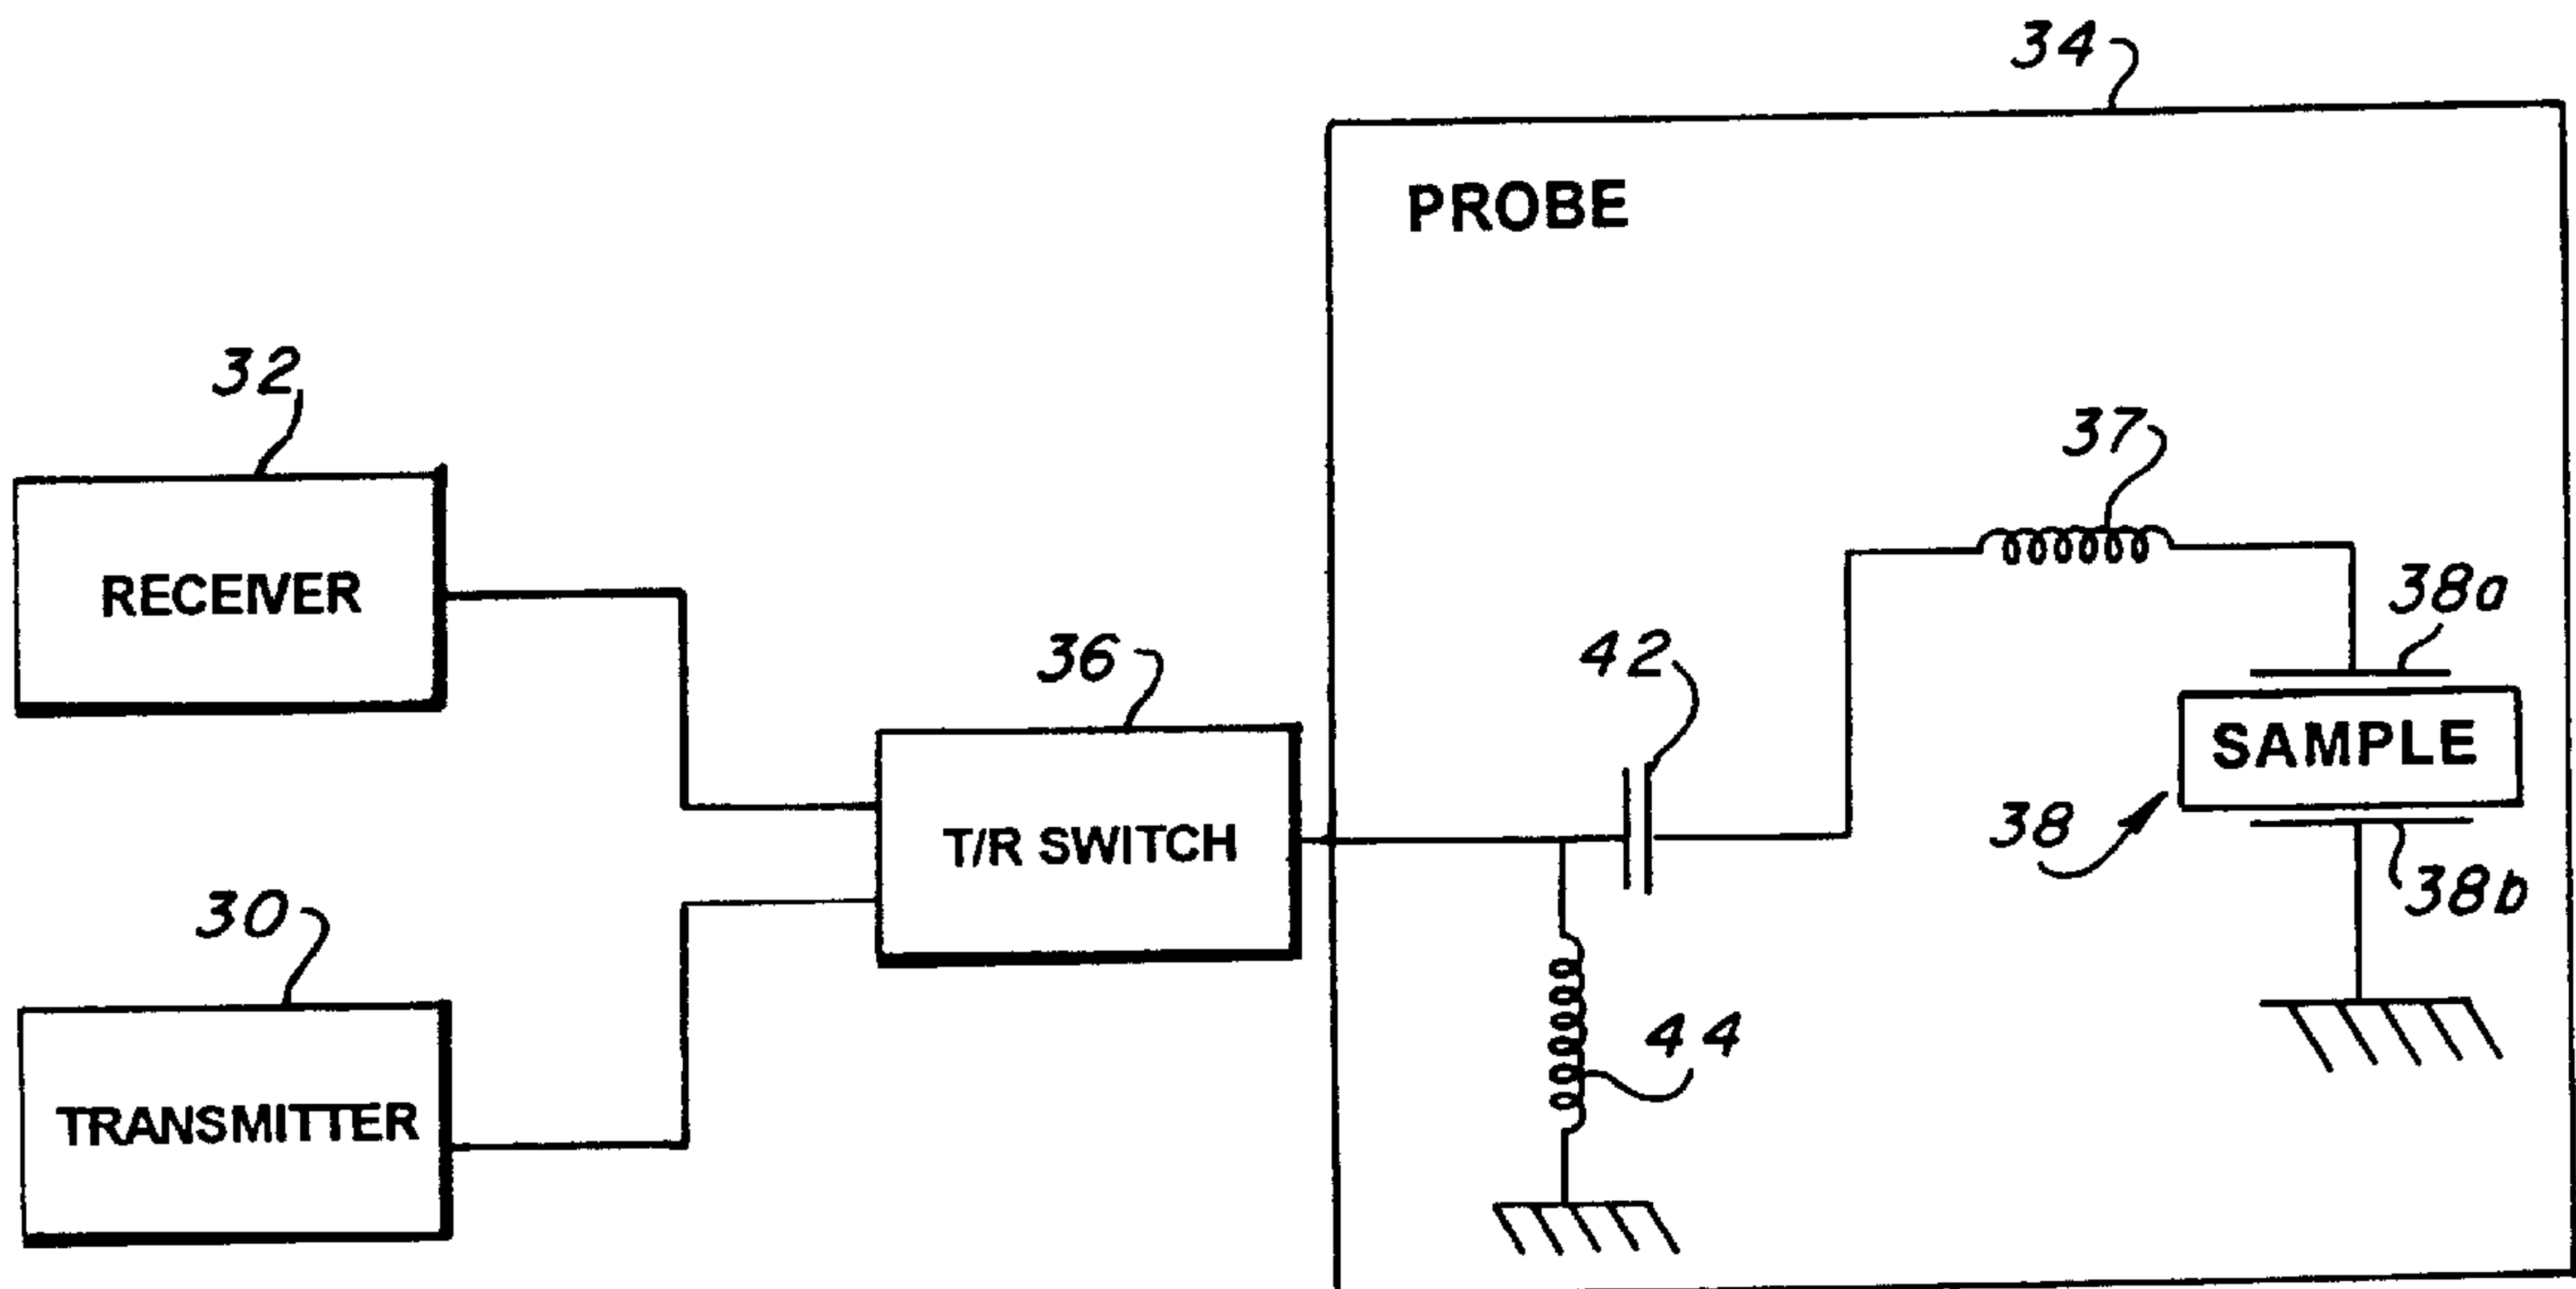 34
PROBE
32
RECEIVER
37
38a
36
42
SAMPLE
T/R SWITCH
38
38b
30
TRANSMITTER
44